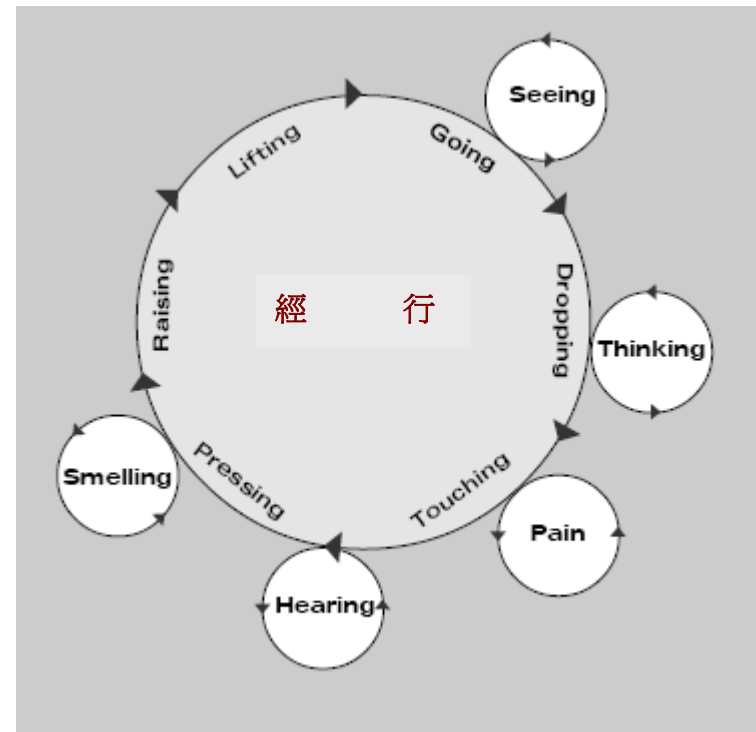 Seeing
Going
Lifting
Dropping
Raising
經 行
Thinking
Pressing
Touching
Smelling
Pain
Hearing